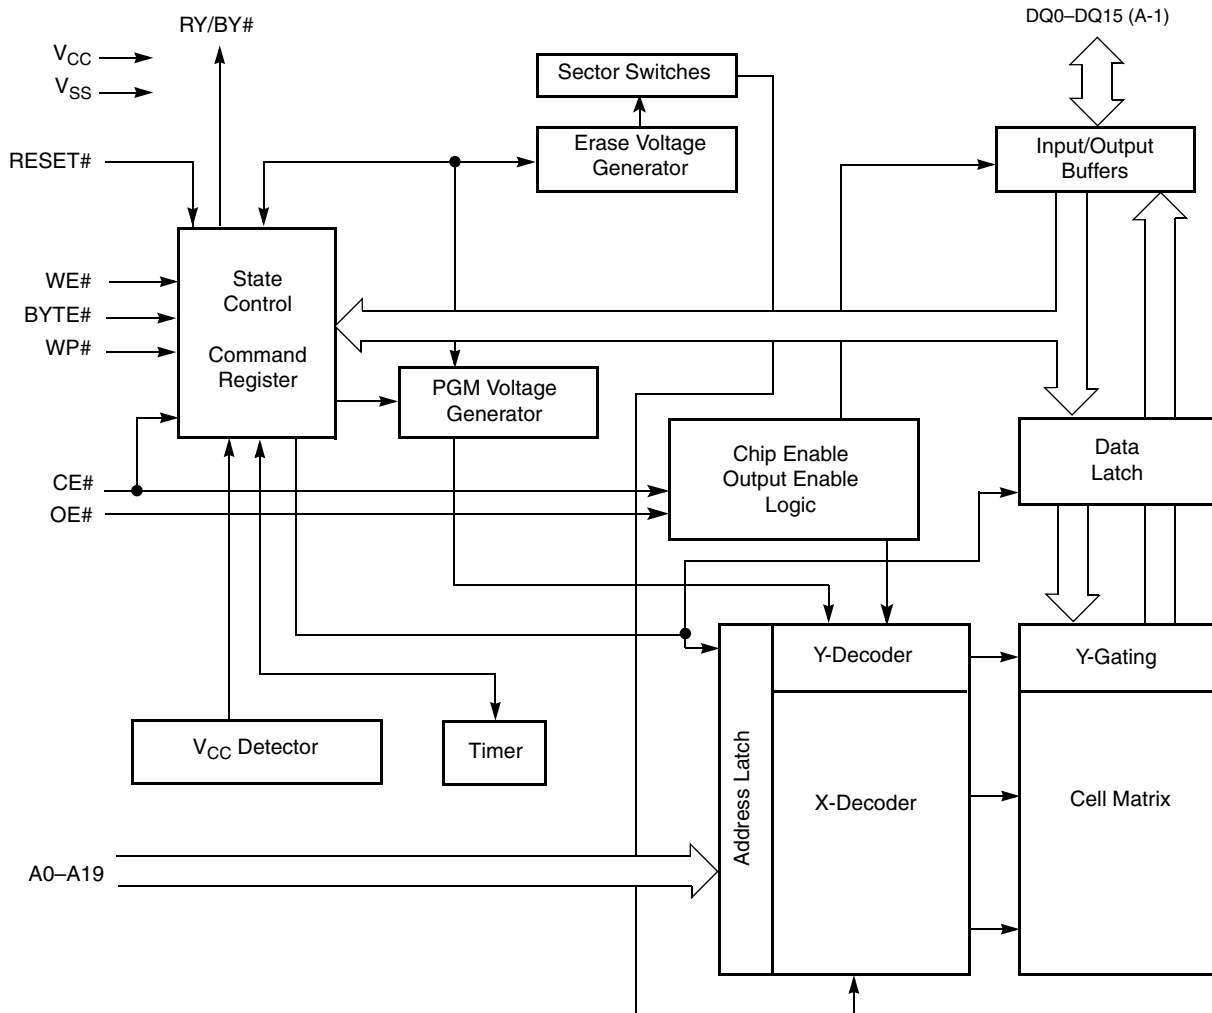 RY/BY#
DQ0–DQ15 (A-1)
VCC
VSS
Sector Switches
RESET#
Erase Voltage
Generator
Input/Output
Buffers
WE#
BYTE#
WP#
State
Control
Command
Register
PGM Voltage
Generator
CE#
OE#
Chip Enable
Output Enable
Logic
Data
Latch
Y-Decoder
Y-Gating
VCC Detector
Timer
Address Latch
X-Decoder
Cell Matrix
A0–A19